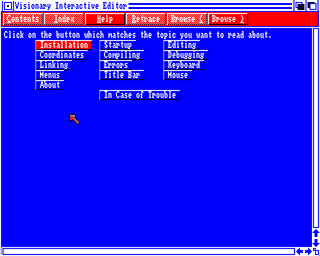 Visionary Interactive Editor
Contents Index Help Retrace Browse < Browse >
Click on the button which matches the topic you want to read about.
Installation Startup Editing
Coordinates Compiling Debugging
Linking Errors Keyboard
Menus Title Bar Mouse
About
In Case of Trouble